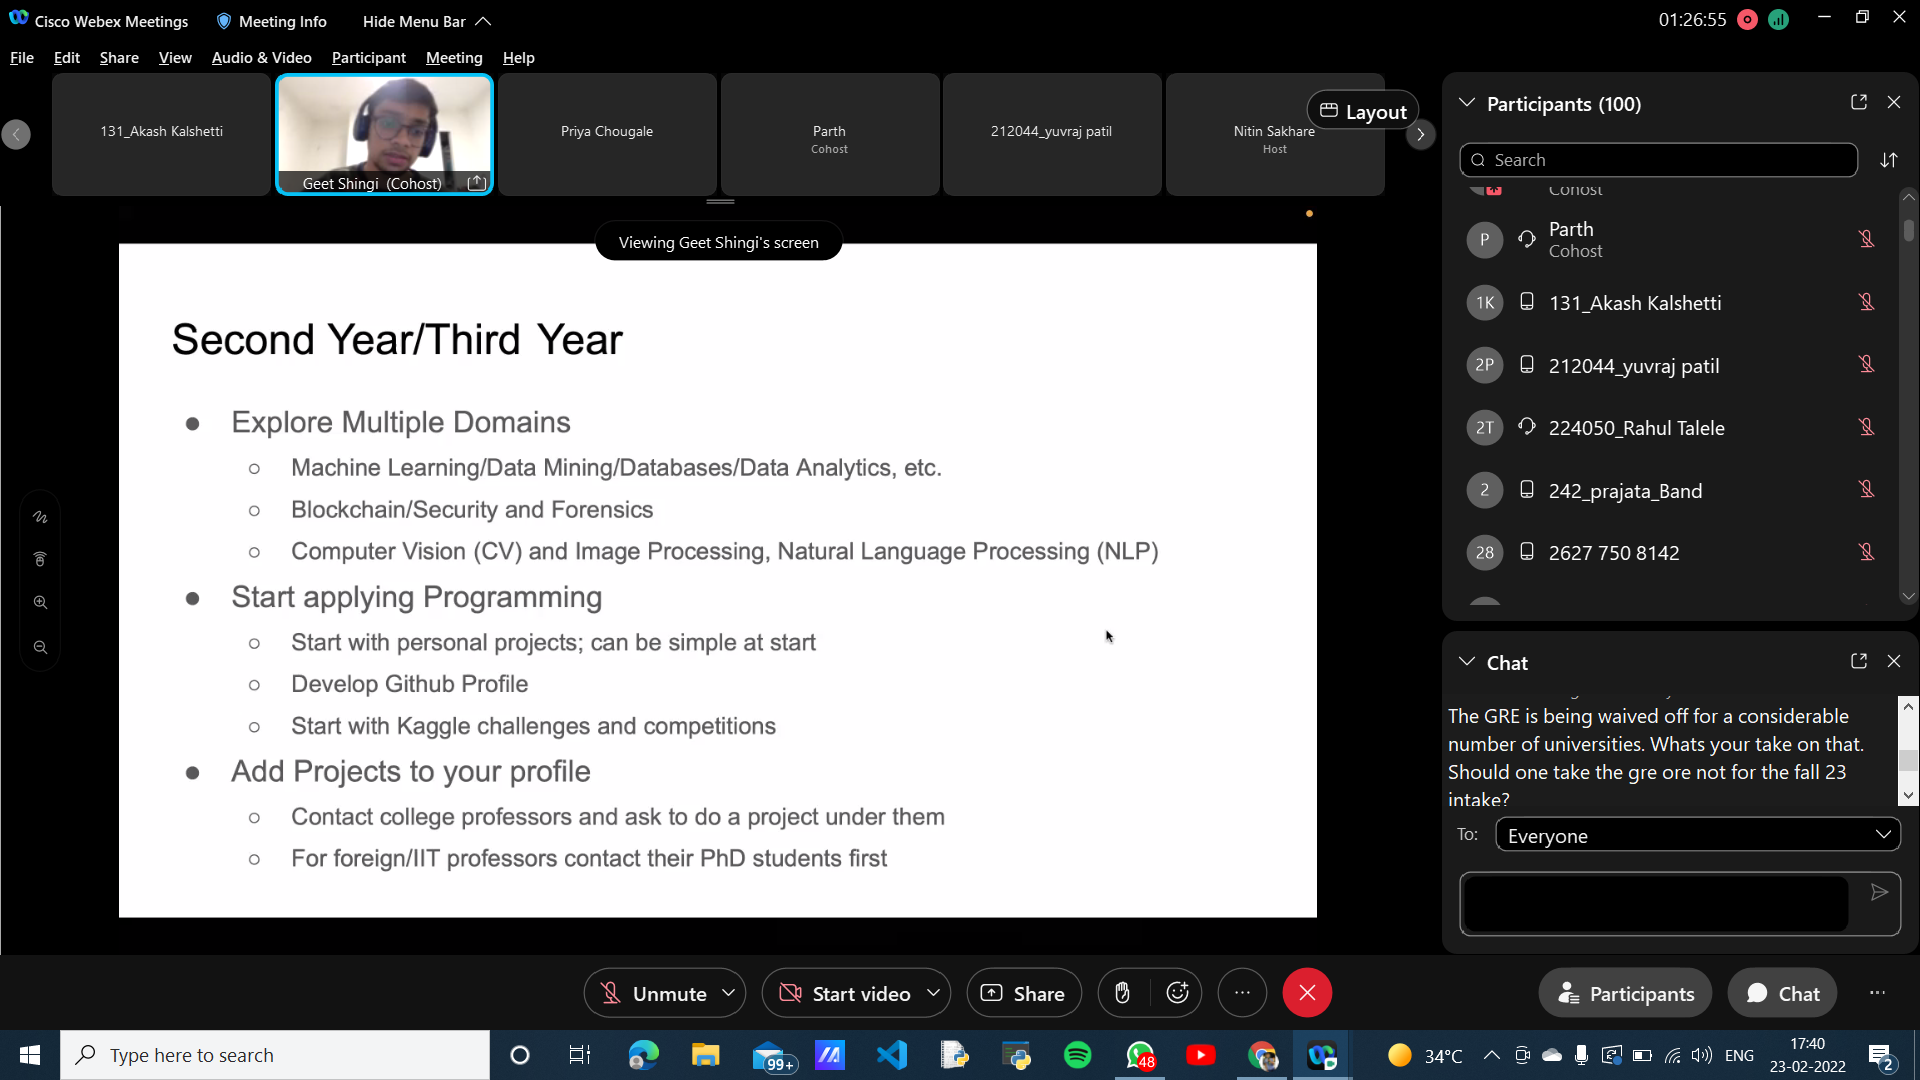 Cisco Webex Meetings
Meeting Info
Hide Menu Bar
01:26:55
File Edit Share View Audio & Video Participant Meeting Help
131_Akash Kalshetti
Geet Shingi (Cohost)
Priya Chougale
Parth
Cohost
212044_yuvraj patil
Nitin Sakhare
Host
Layout
Viewing Geet Shingi's screen
Second Year/Third Year
● Explore Multiple Domains
○ Machine Learning/Data Mining/Databases/Data Analytics, etc.
○ Blockchain/Security and Forensics
○ Computer Vision (CV) and Image Processing, Natural Language Processing (NLP)
● Start applying Programming
○ Start with personal projects; can be simple at start
○ Develop Github Profile
○ Start with Kaggle challenges and competitions
● Add Projects to your profile
○ Contact college professors and ask to do a project under them
○ For foreign/IIT professors contact their PhD students first
Participants (100)
Search
Cohost
P Parth
Cohost
1K 131_Akash Kalshetti
2P 212044_yuvraj patil
2T 224050_Rahul Talele
2 242_prajata_Band
28 2627 750 8142
Chat
The GRE is being waived off for a considerable
number of universities. Whats your take on that.
Should one take the gre ore not for the fall 23
intake?
To: Everyone
Unmute
Start video
Share
Participants
Chat
Type here to search
99+
48
34°C
ENG
17:40
23-02-2022
2